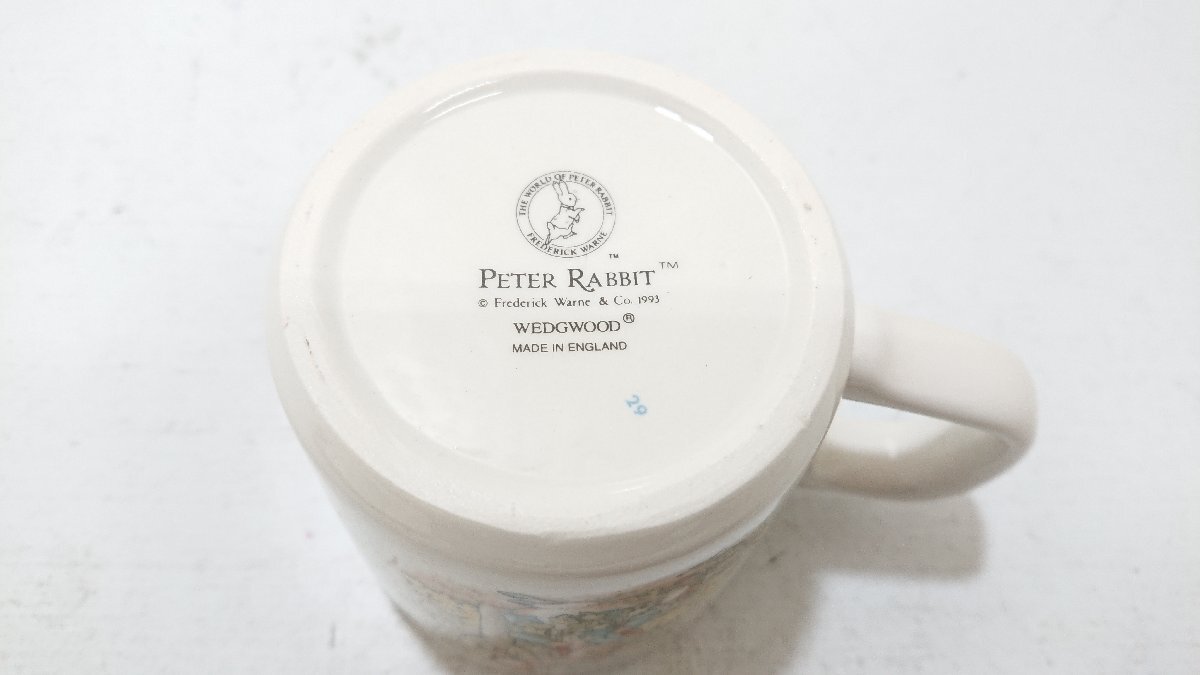 THE WORLD OF PETER RABBIT
FREDERICK WARNE
™
PETER RABBIT™
© Frederick Warne & Co. 1993
WEDGWOOD®
MADE IN ENGLAND
29